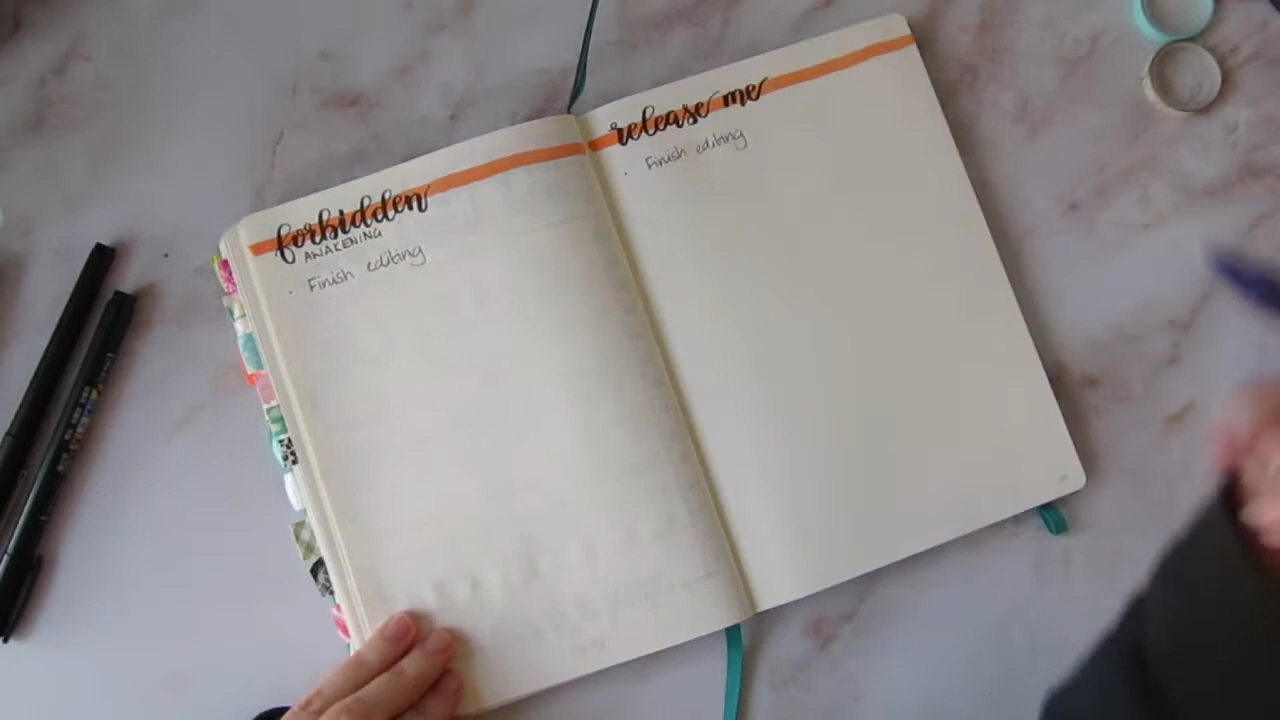 forbidden
AWAKENING
· Finish editing
release me
· Finish editing